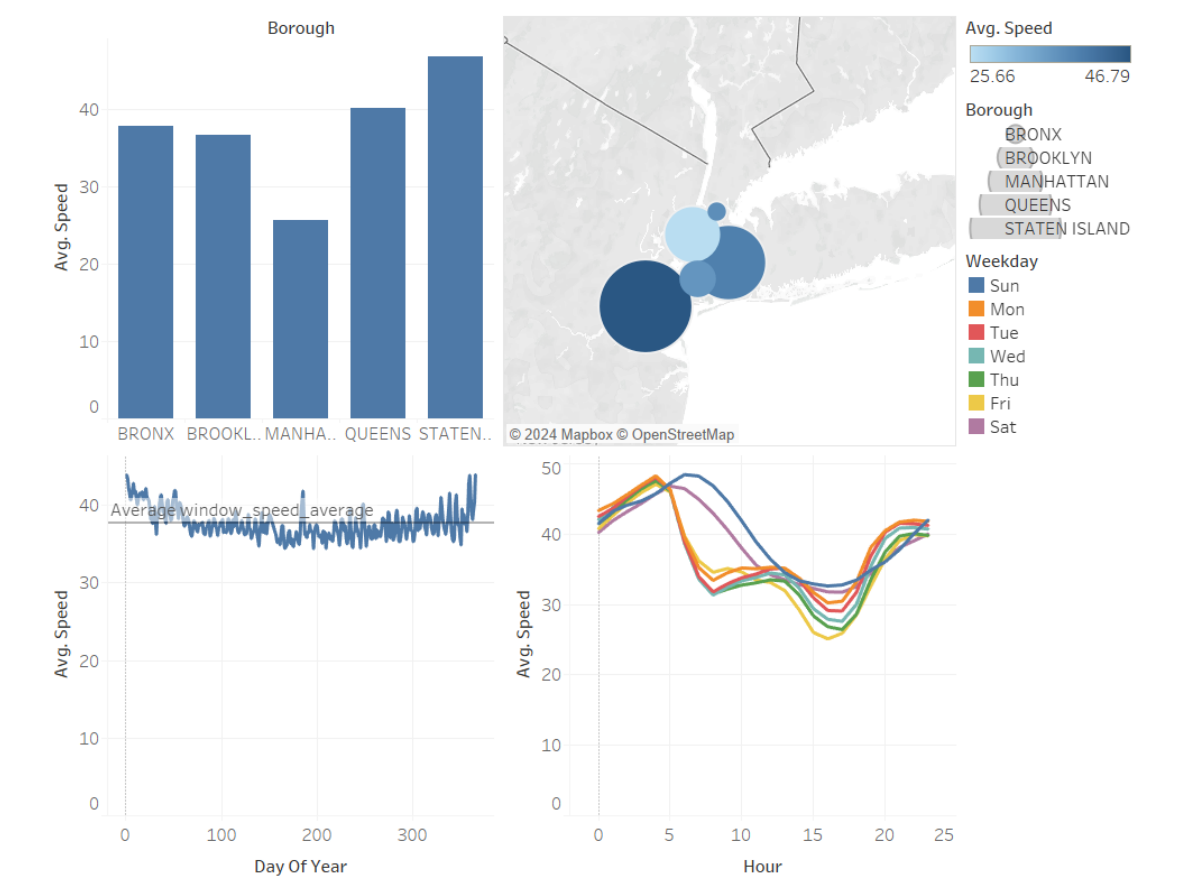 Borough
Avg. Speed
40
30
20
10
0
BRONX BROOKL.. MANHA.. QUEENS STATEN..
© 2024 Mapbox © OpenStreetMap
Avg. Speed
25.66 46.79
Borough
BRONX
BROOKLYN
MANHATTAN
QUEENS
STATEN ISLAND
Weekday
Sun
Mon
Tue
Wed
Thu
Fri
Sat
Avg. Speed
40
30
20
10
0
Average window_speed_average
0 100 200 300
Day Of Year
Avg. Speed
50
40
30
20
10
0
0 5 10 15 20 25
Hour